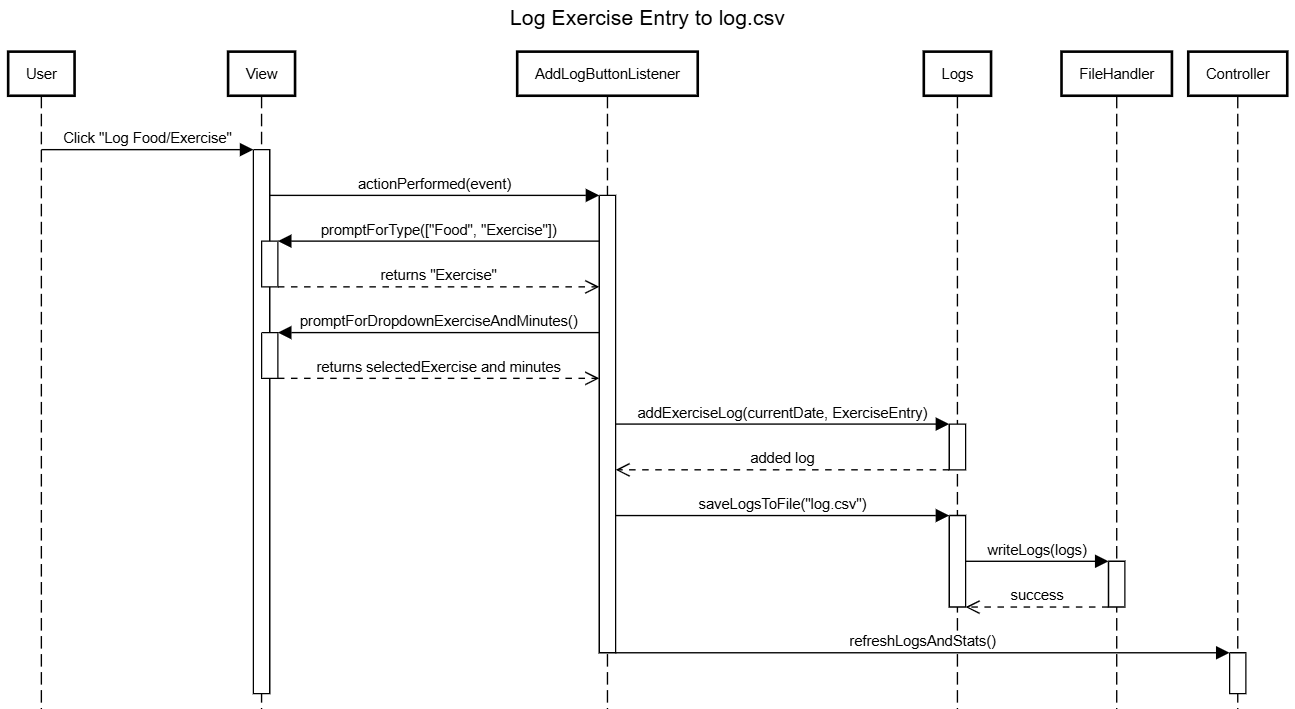 Log Exercise Entry to log.csv
User
View
AddLogButtonListener
Logs
FileHandler
Controller
Click "Log Food/Exercise"
actionPerformed(event)
promptForType(["Food", "Exercise"])
returns "Exercise"
promptForDropdownExerciseAndMinutes()
returns selectedExercise and minutes
addExerciseLog(currentDate, ExerciseEntry)
added log
saveLogsToFile("log.csv")
writeLogs(logs)
success
refreshLogsAndStats()